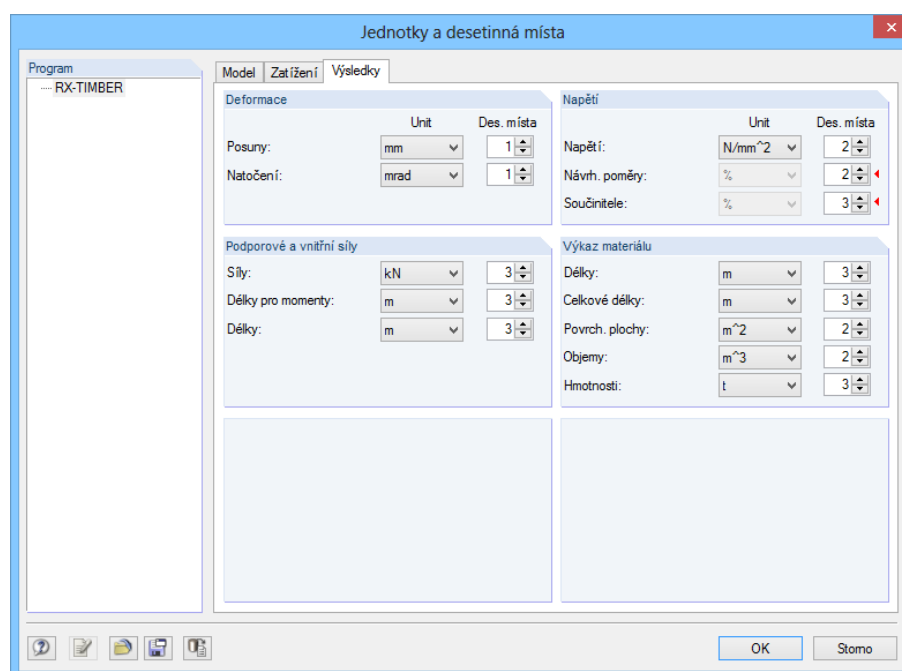 Jednotky a desetinná místa
Program
RX-TIMBER
Model Zatížení Výsledky
Deformace
Unit Des. místa
Posuny: mm 1
Natočení: mrad 1
Napětí
Unit Des. místa
Napětí: N/mm^2 2
Návrh. poměry: % 2
Součinitele: % 3
Podporové a vnitřní síly
Síly: kN 3
Délky pro momenty: m 3
Délky: m 3
Výkaz materiálu
Délky: m 3
Celkové délky: m 3
Povrch. plochy: m^2 2
Objemy: m^3 2
Hmotnosti: t 3
OK Storno